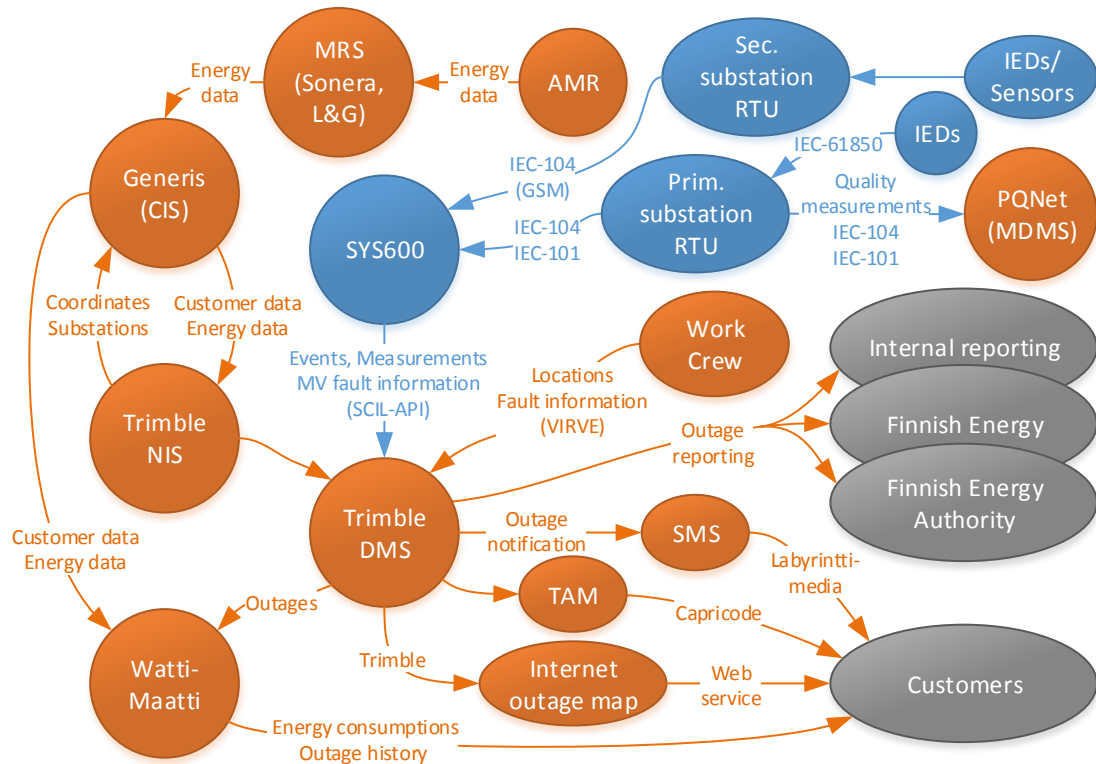 MRS
(Sonera,
L&G)
Energy
data
Energy
data
AMR
Sec.
substation
RTU
IEDs/
Sensors
IEDs
IEC-61850
Generis
(CIS)
IEC-104
(GSM)
Prim.
substation
RTU
Quality
measurements
IEC-104
IEC-101
PQNet
(MDMS)
SYS600
IEC-104
IEC-101
Coordinates
Substations
Customer data
Energy data
Events, Measurements
MV fault information
(SCIL-API)
Work
Crew
Locations
Fault information
(VIRVE)
Internal reporting
Finnish Energy
Finnish Energy
Authority
Trimble
NIS
Outage
reporting
Trimble
DMS
Outage
notification
SMS
Labyrintti-
media
Customer data
Energy data
TAM
Capricode
Outages
Trimble
Internet
outage map
Web
service
Customers
Watti-
Maatti
Energy consumptions
Outage history